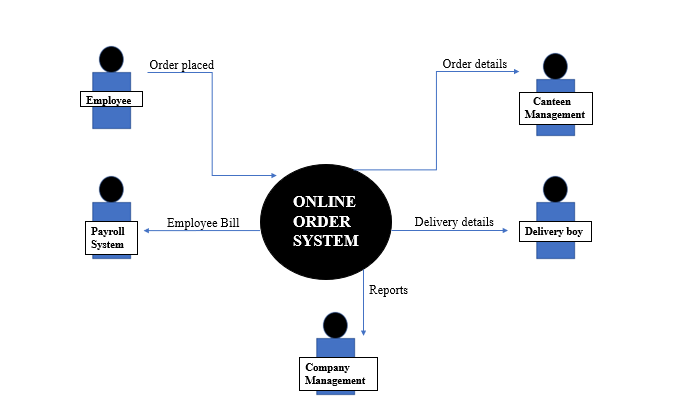 Order placed
Order details
Employee
Canteen
Management
ONLINE
ORDER
SYSTEM
Payroll
System
Employee Bill
Delivery details
Delivery boy
Reports
Company
Management